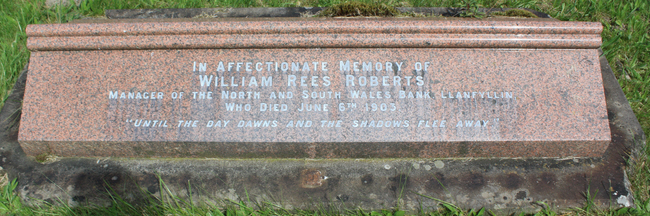 In Affectionate Memory of
William Rees Roberts
Manager of the North and South Wales Bank, Llanfyllin
Who Died June 6th 1903.
"Until the day dawns and the shadows flee away."